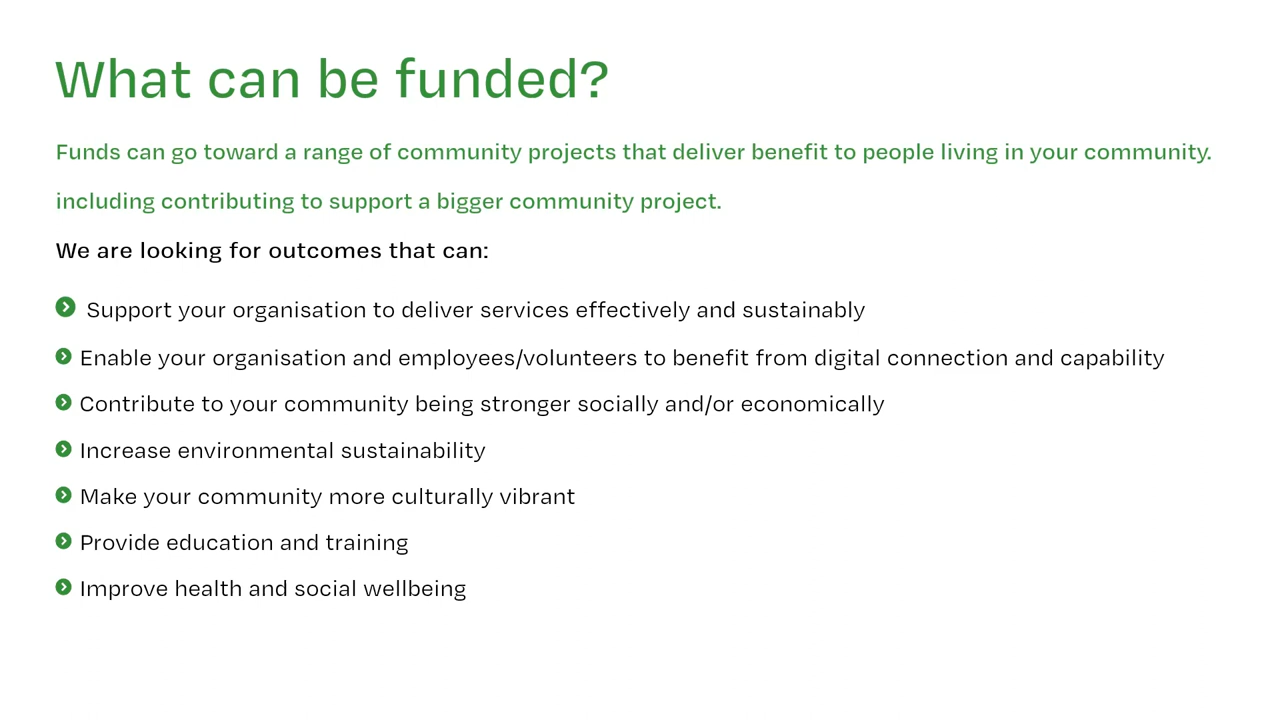 What can be funded?
Funds can go toward a range of community projects that deliver benefit to people living in your community.
including contributing to support a bigger community project.
We are looking for outcomes that can:
Support your organisation to deliver services effectively and sustainably
Enable your organisation and employees/volunteers to benefit from digital connection and capability
Contribute to your community being stronger socially and/or economically
Increase environmental sustainability
Make your community more culturally vibrant
Provide education and training
Improve health and social wellbeing